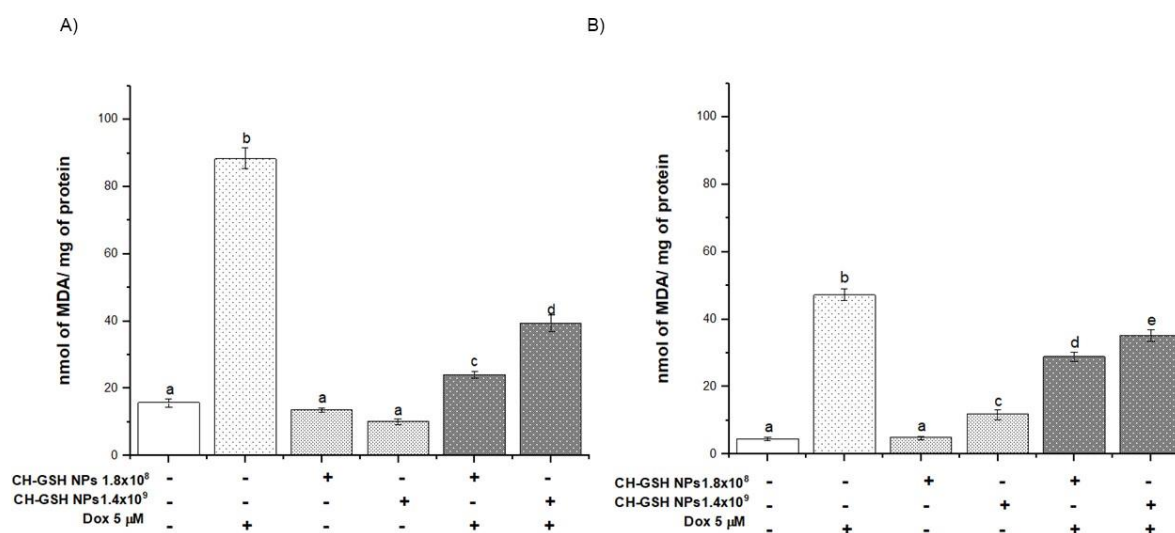 A)
nmol of MDA/ mg of protein
100
80
60
40
20
0
a
b
a
a
c
d
CH-GSH NPs 1.8x10⁸ - - + - + -
CH-GSH NPs1.4x10⁹ - - - + - +
Dox 5 µM - + - - + +
B)
nmol of MDA/ mg of protein
100
80
60
40
20
0
a
b
a
c
d
e
CH-GSH NPs1.8x10⁸ - - + - + -
CH-GSH NPs1.4x10⁹ - - - + - +
Dox 5 µM - + - - + +